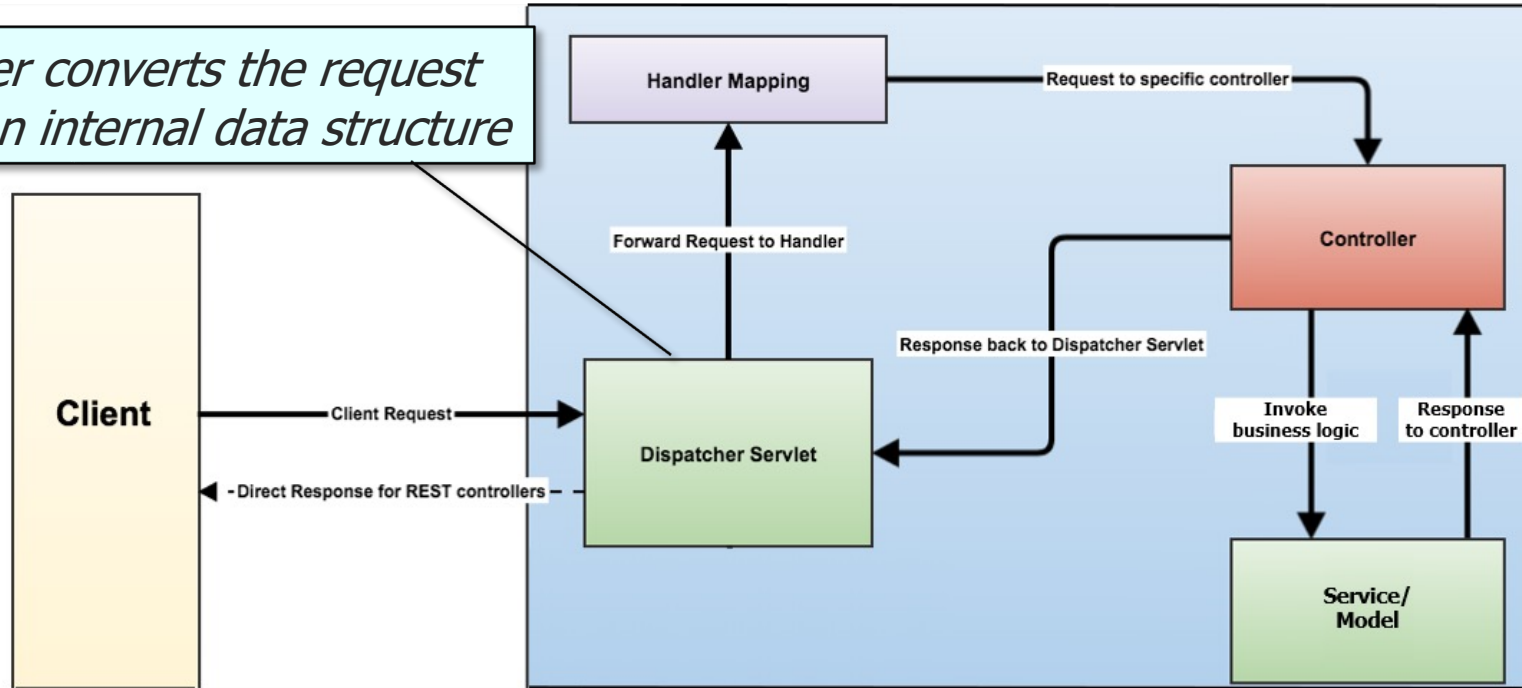 er converts the request
n internal data structure
Handler Mapping
Request to specific controller
Forward Request to Handler
Controller
Response back to Dispatcher Servlet
Client
Client Request
Dispatcher Servlet
Invoke
business logic
Response
to controller
Direct Response for REST controllers
Service/
Model